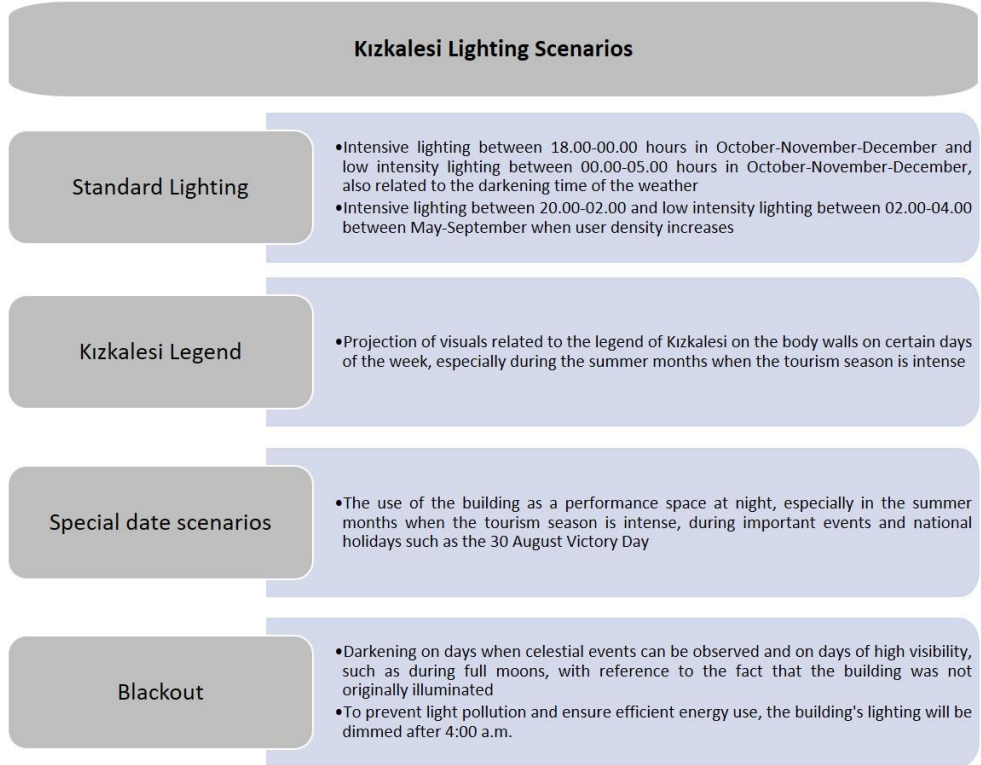 Kızkalesi Lighting Scenarios
Standard Lighting
•Intensive lighting between 18.00-00.00 hours in October-November-December and
low intensity lighting between 00.00-05.00 hours in October-November-December,
also related to the darkening time of the weather
•Intensive lighting between 20.00-02.00 and low intensity lighting between 02.00-04.00
between May-September when user density increases
Kızkalesi Legend
•Projection of visuals related to the legend of Kızkalesi on the body walls on certain days
of the week, especially during the summer months when the tourism season is intense
Special date scenarios
•The use of the building as a performance space at night, especially in the summer
months when the tourism season is intense, during important events and national
holidays such as the 30 August Victory Day
Blackout
•Darkening on days when celestial events can be observed and on days of high visibility,
such as during full moons, with reference to the fact that the building was not
originally illuminated
•To prevent light pollution and ensure efficient energy use, the building's lighting will be
dimmed after 4:00 a.m.